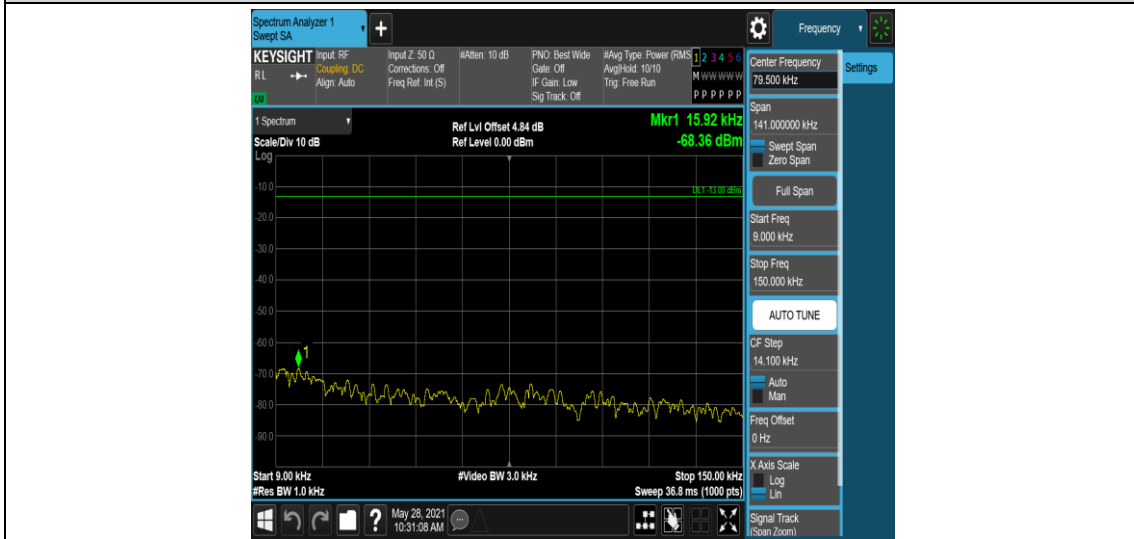 Spectrum Analyzer 1
Swept SA
+
Frequency
KEYSIGHT
RL
Input: RF
Coupling: DC
Align: Auto
Input Z: 50 Ω
Corrections: Off
Freq Ref: Int (S)
#Atten: 10 dB
PNO: Best Wide
Gate: Off
IF Gain: Low
Sig Track: Off
#Avg Type: Power (RMS
Avg|Hold: 10/10
Trig: Free Run
1 2 3 4 5 6
M W W W W W
P P P P P P
1 Spectrum
Scale/Div 10 dB
Log
Ref Lvl Offset 4.84 dB
Ref Level 0.00 dBm
Mkr1 15.92 kHz
-68.36 dBm
DL1 -13.00 dBm
-10.0
-20.0
-30.0
-40.0
-50.0
-60.0
-70.0
-80.0
-90.0
1
Start 9.00 kHz
#Video BW 3.0 kHz
Stop 150.00 kHz
#Res BW 1.0 kHz
Sweep 36.8 ms (1000 pts)
Center Frequency
79.500 kHz
Settings
Span
141.000000 kHz
Swept Span
Zero Span
Full Span
Start Freq
9.000 kHz
Stop Freq
150.000 kHz
AUTO TUNE
CF Step
14.100 kHz
Auto
Man
Freq Offset
0 Hz
X Axis Scale
Log
Lin
Signal Track
(Span Zoom)
?
May 28, 2021
10:31:08 AM